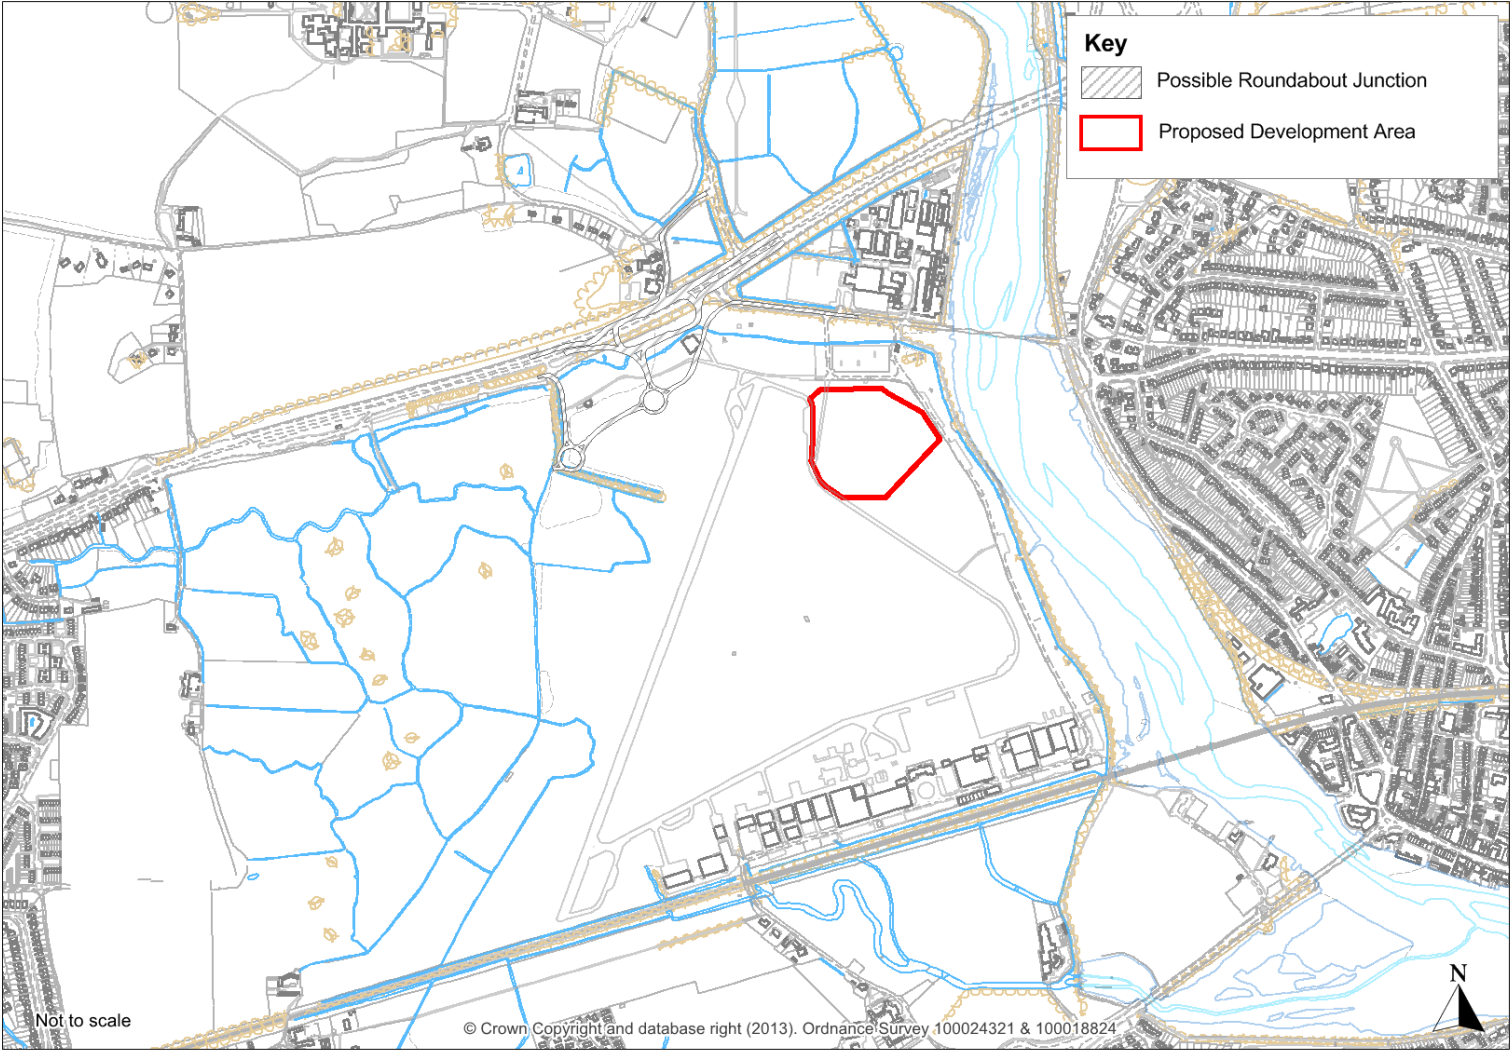 Key
Possible Roundabout Junction
Proposed Development Area
N
Not to scale
© Crown Copyright and database right (2013). Ordnance Survey 100024321 & 100018824